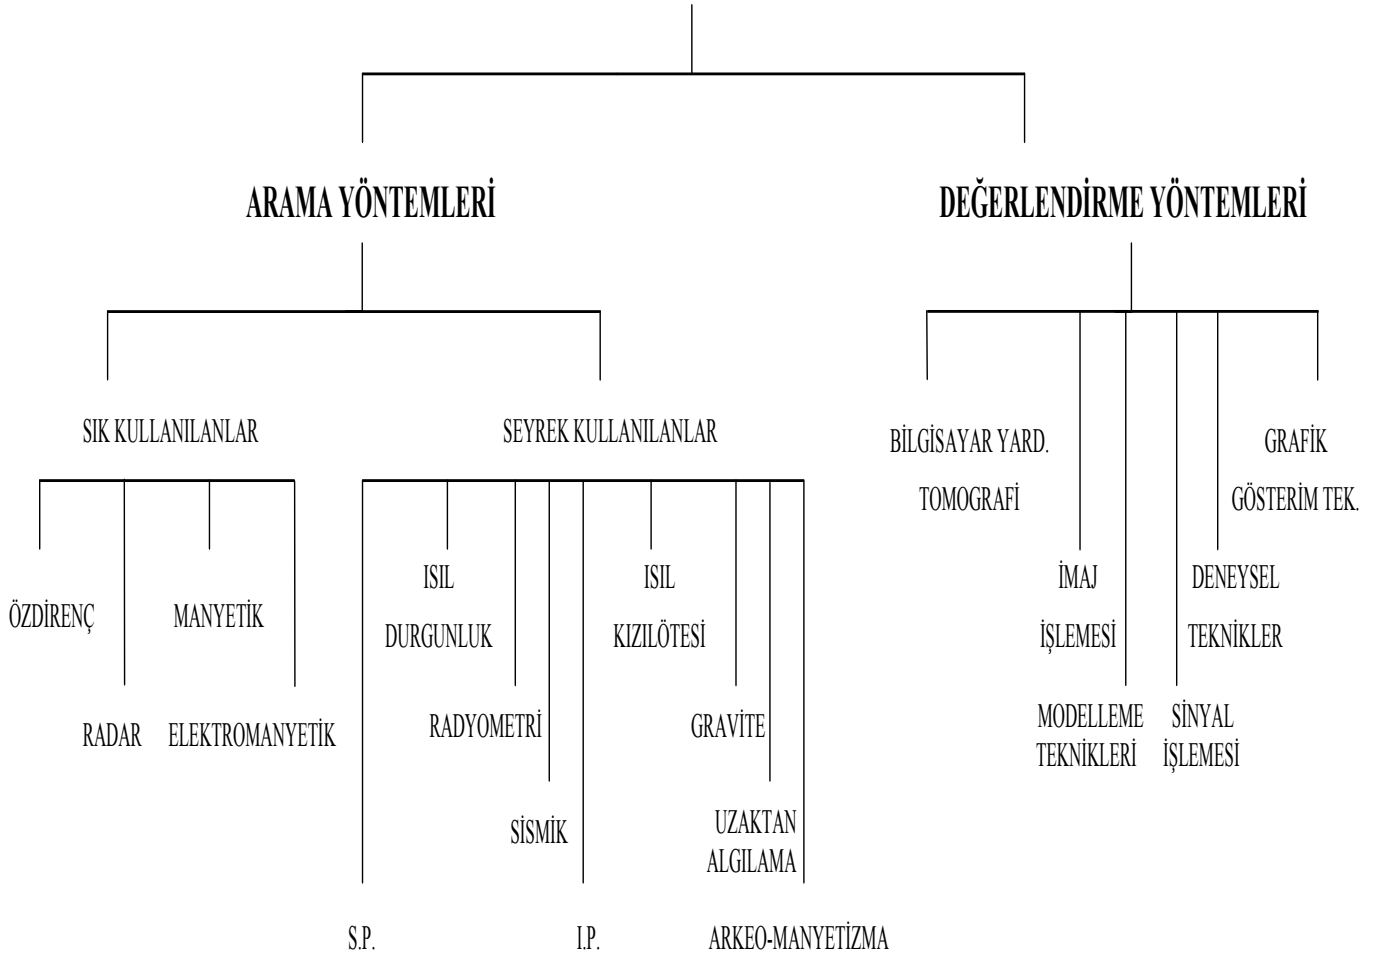 ARAMA YÖNTEMLERİ
DEĞERLENDİRME YÖNTEMLERİ
SIK KULLANILANLAR
SEYREK KULLANILANLAR
BİLGİSAYAR YARD.
TOMOGRAFİ
GRAFİK
GÖSTERİM TEK.
ÖZDİRENÇ
MANYETİK
ISIL
DURGUNLUK
ISIL
KIZILÖTESİ
İMAJ
İŞLEMESİ
DENEYSEL
TEKNİKLER
RADAR
ELEKTROMANYETİK
RADYOMETRİ
GRAVİTE
MODELLEME
TEKNİKLERİ
SİNYAL
İŞLEMESİ
SİSMİK
UZAKTAN
ALGILAMA
S.P.
I.P.
ARKEO-MANYETİZMA